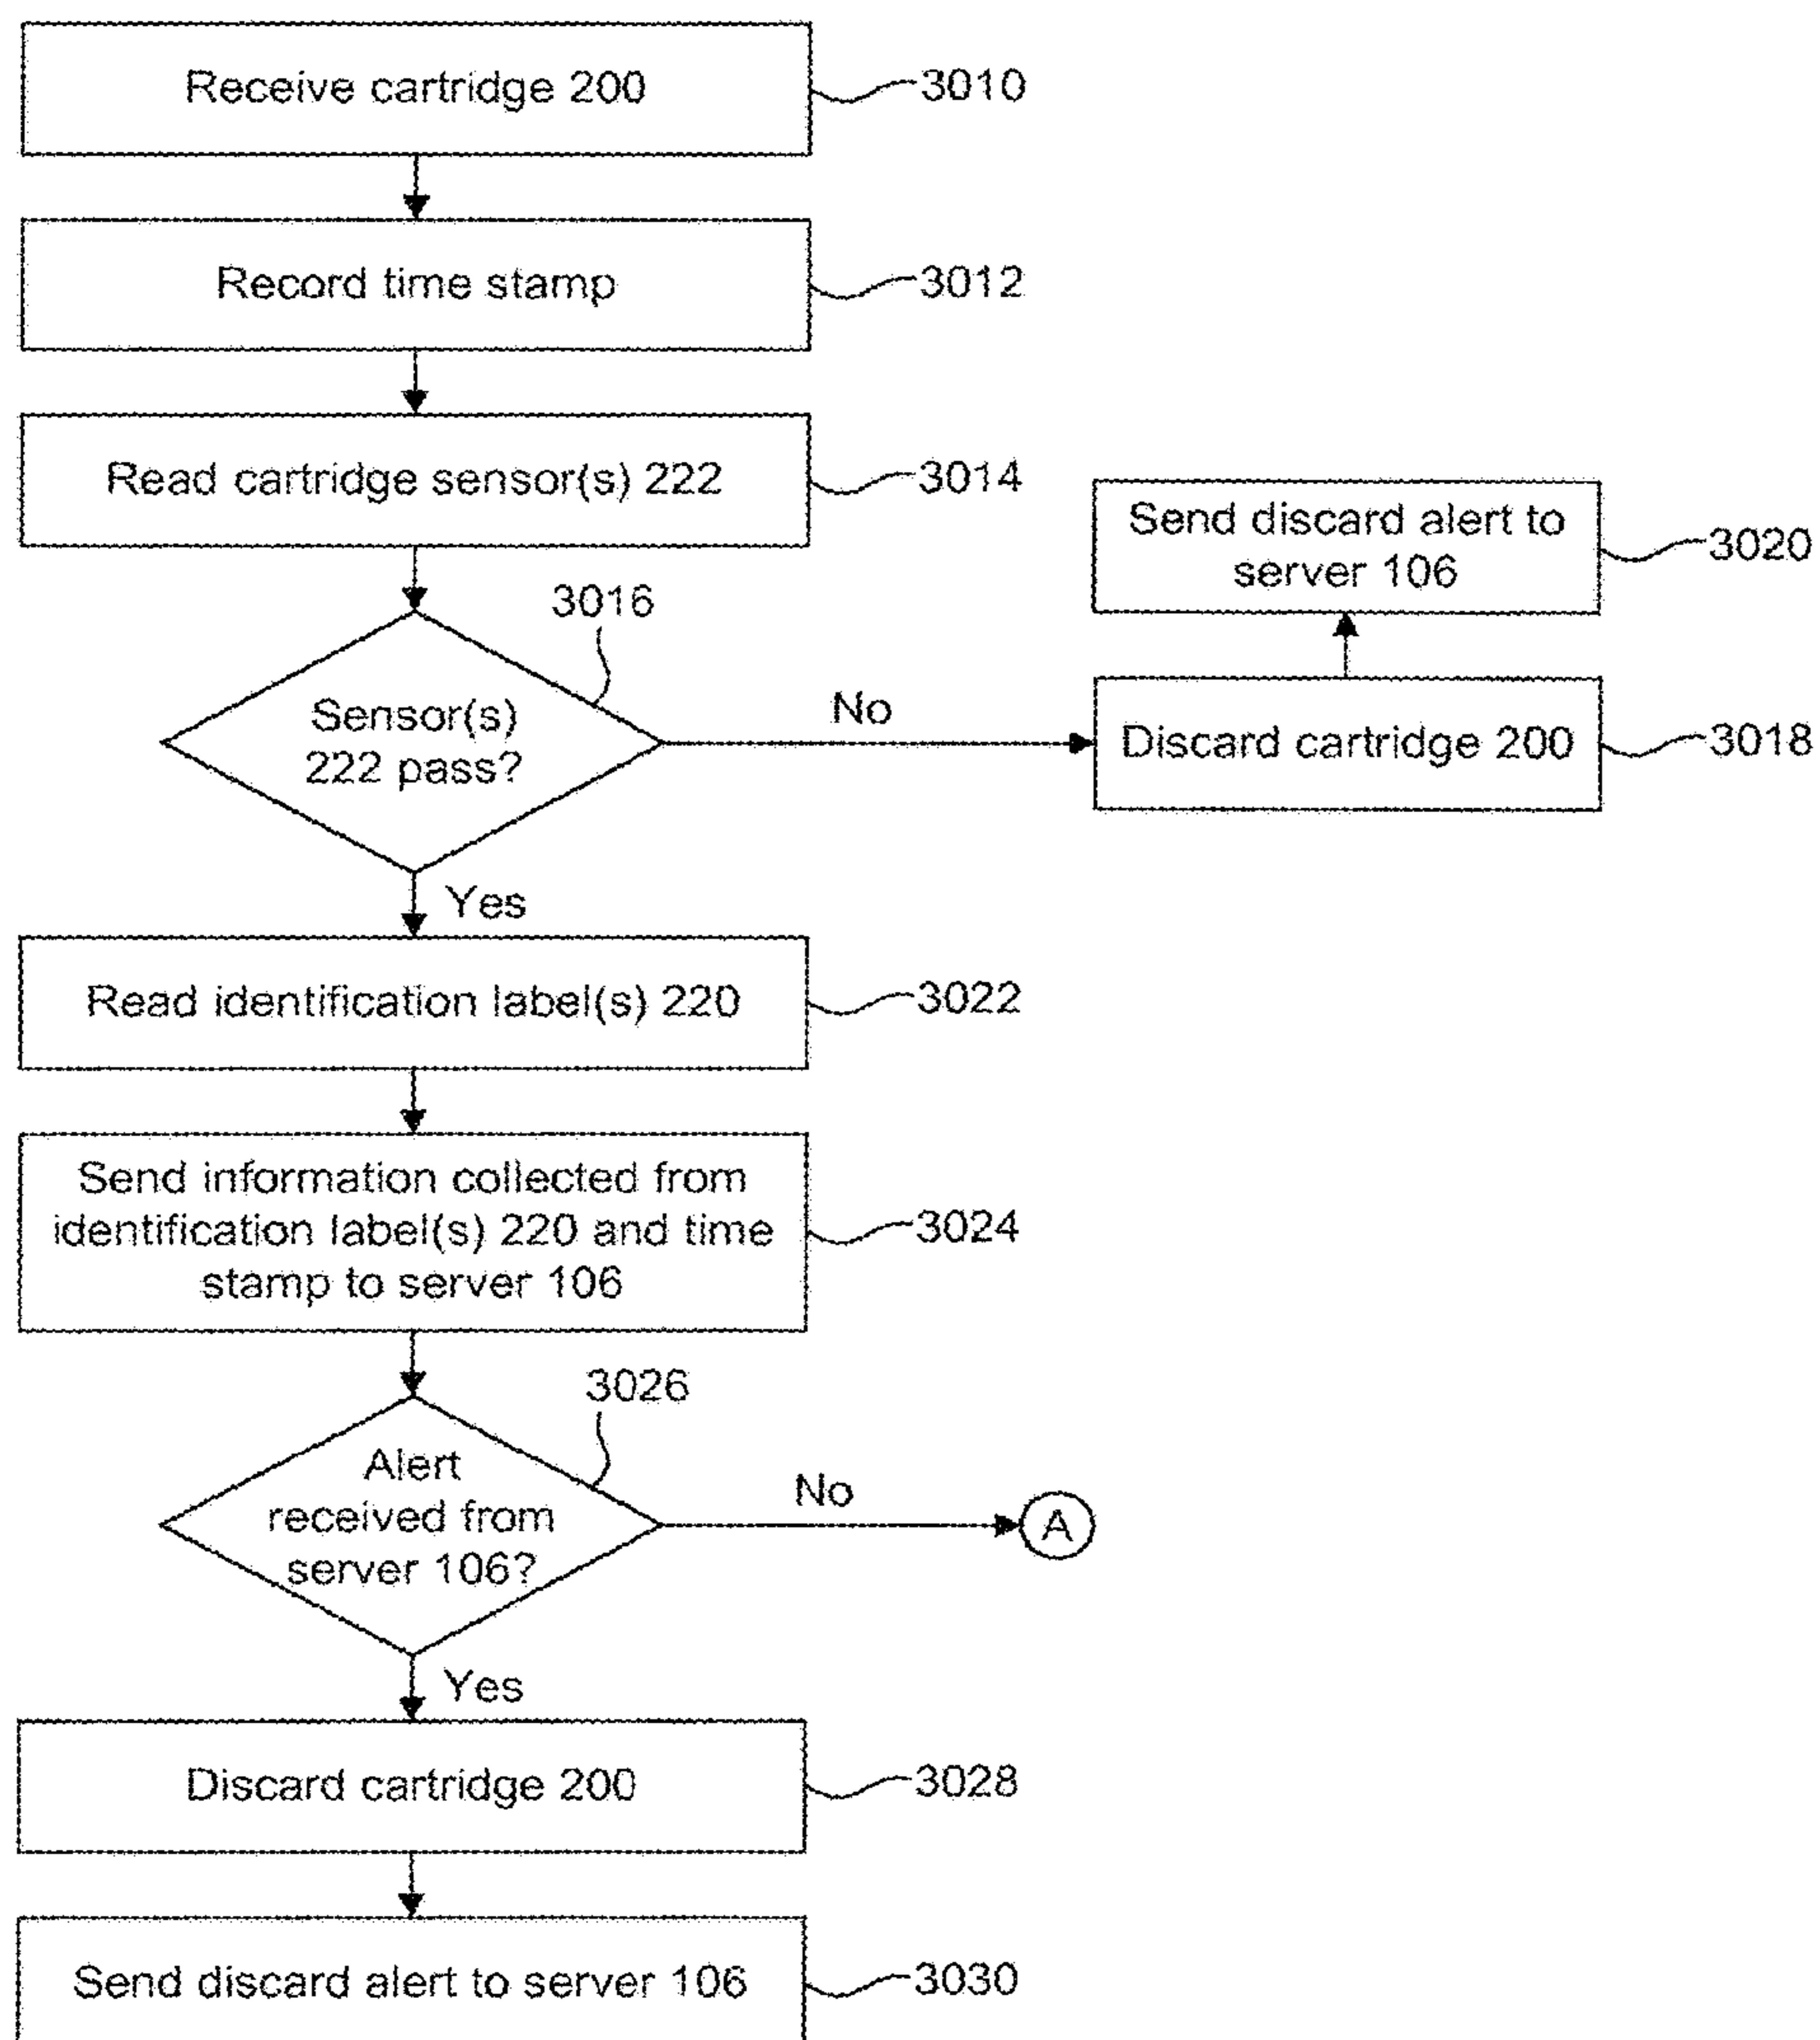 Receive cartridge 200
3010
Record time stamp
3012
Read cartridge sensor(s) 222
3014
Send discard alert to
server 106
3020
3016
Sensor(s)
222 pass?
No
Discard cartridge 200
3018
Yes
Read identification label(s) 220
3022
Send information collected from
identification label(s) 220 and time
stamp to server 106
3024
3026
Alert
received from
server 106?
No
A
Yes
Discard cartridge 200
3028
Send discard alert to server 106
3030